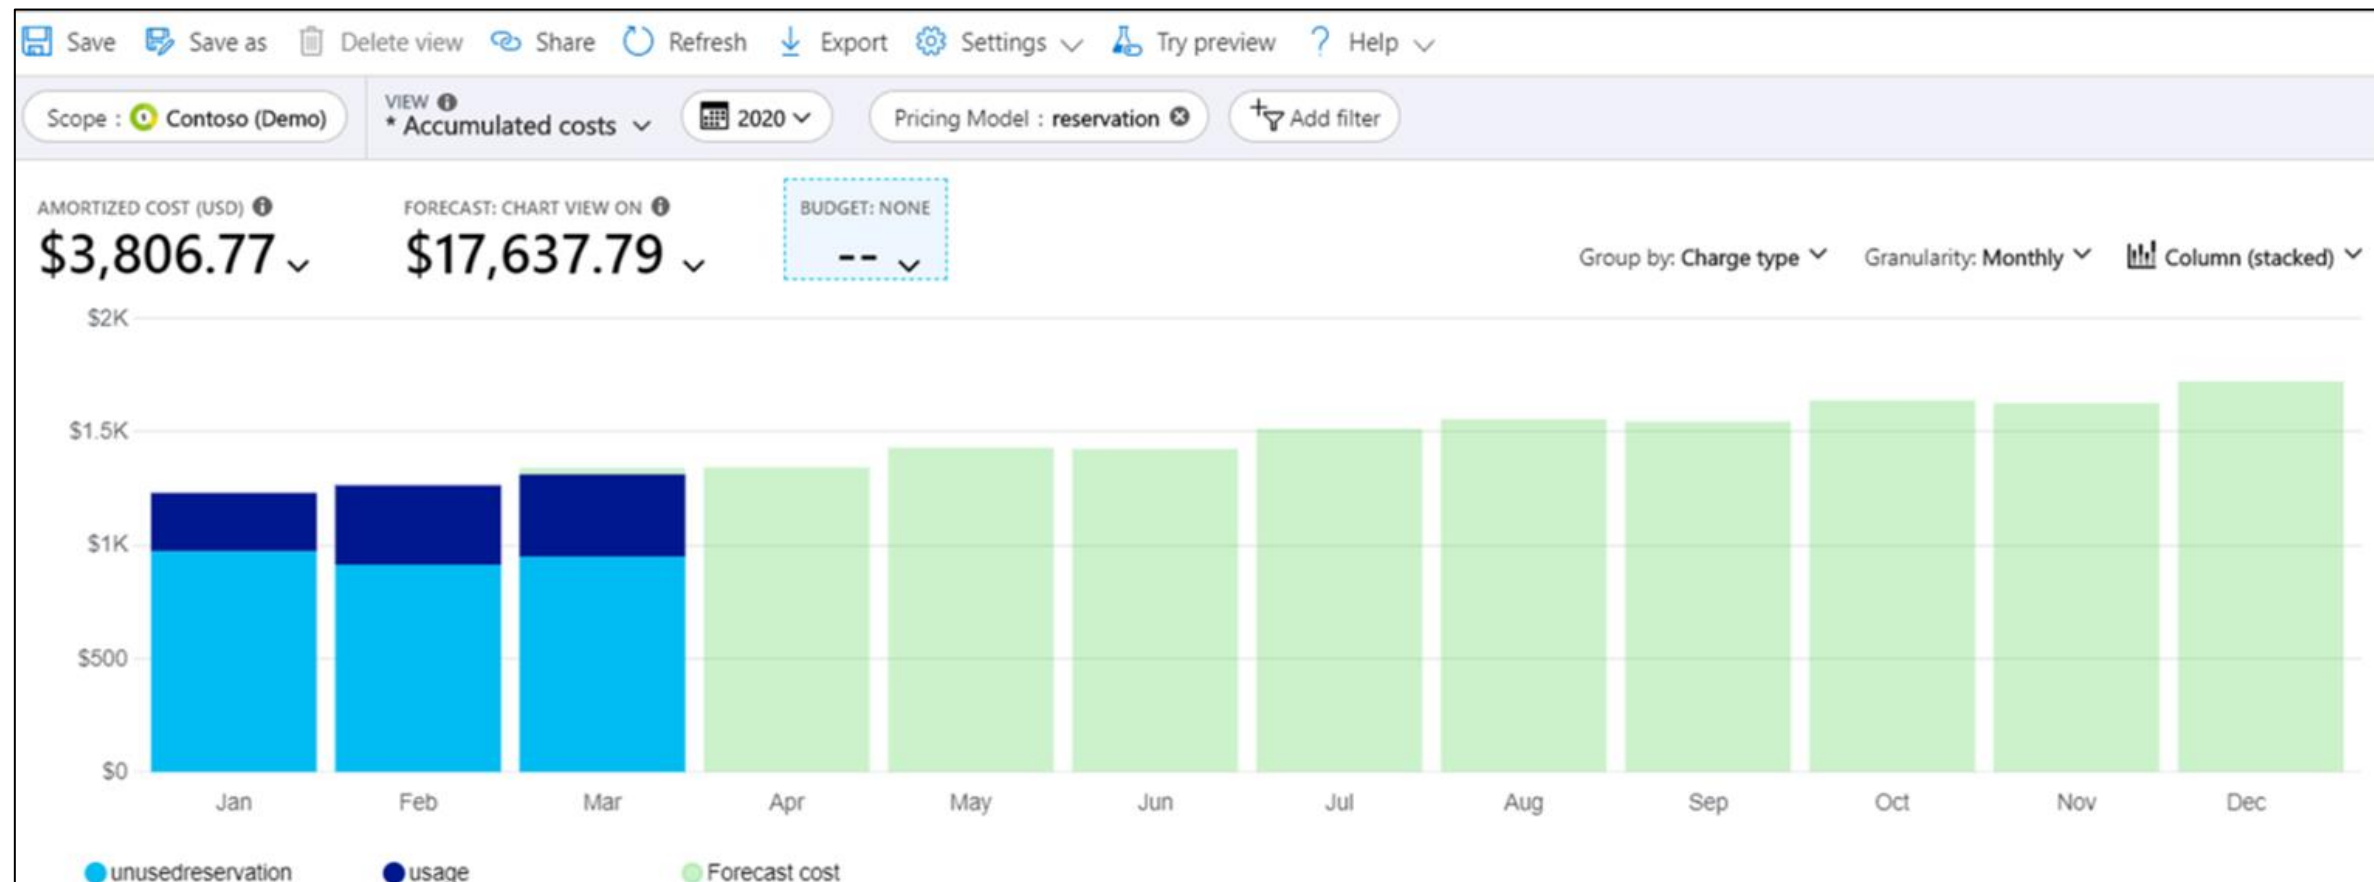 Save Save as Delete view Share Refresh Export Settings Try preview ? Help
Scope : Contoso (Demo) VIEW * Accumulated costs 2020 Pricing Model : reservation Add filter
AMORTIZED COST (USD) FORECAST: CHART VIEW ON BUDGET: NONE
$3,806.77 $17,637.79 -- Group by: Charge type Granularity: Monthly Column (stacked)
$2K
$1.5K
$1K
$500
$0
Jan Feb Mar Apr May Jun Jul Aug Sep Oct Nov Dec
unusedreservation usage Forecast cost